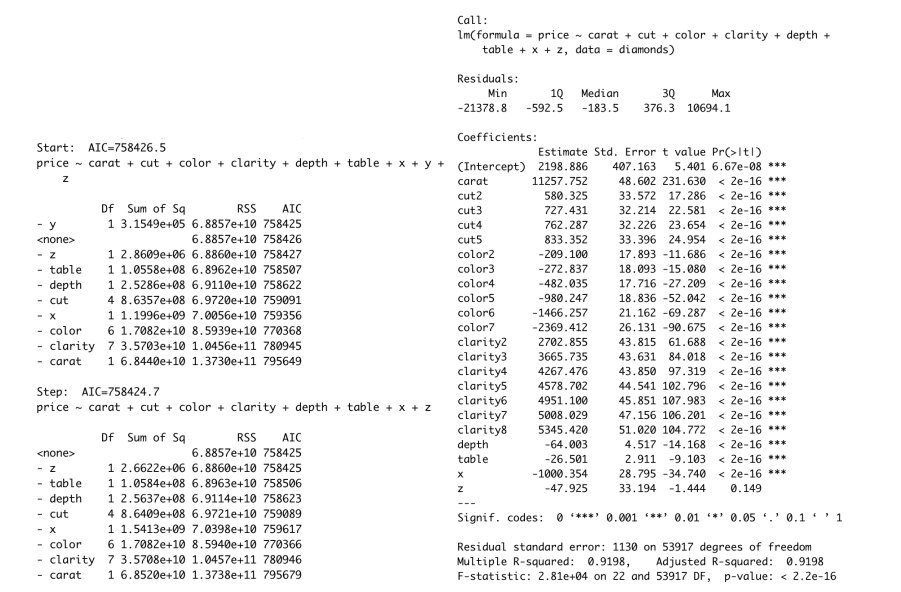 Start:  AIC=758426.5
price ~ carat + cut + color + clarity + depth + table + x + y +
    z

          Df  Sum of Sq        RSS    AIC
- y        1 3.1549e+05 6.8857e+10 758425
<none>                  6.8857e+10 758426
- z        1 2.8609e+06 6.8860e+10 758427
- table    1 1.0558e+08 6.8962e+10 758507
- depth    1 2.5286e+08 6.9110e+10 758622
- cut      4 8.6357e+08 6.9720e+10 759091
- x        1 1.1996e+09 7.0056e+10 759356
- color    6 1.7082e+10 8.5939e+10 770368
- clarity  7 3.5703e+10 1.0456e+11 780945
- carat    1 6.8440e+10 1.3730e+11 795649

Step:  AIC=758424.7
price ~ carat + cut + color + clarity + depth + table + x + z

          Df  Sum of Sq        RSS    AIC
<none>                  6.8857e+10 758425
- z        1 2.6622e+06 6.8860e+10 758425
- table    1 1.0584e+08 6.8963e+10 758506
- depth    1 2.5637e+08 6.9114e+10 758623
- cut      4 8.6409e+08 6.9721e+10 759089
- x        1 1.5413e+09 7.0398e+10 759617
- color    6 1.7082e+10 8.5940e+10 770366
- clarity  7 3.5708e+10 1.0457e+11 780946
- carat    1 6.8520e+10 1.3738e+11 795679

Call:
lm(formula = price ~ carat + cut + color + clarity + depth +
    table + x + z, data = diamonds)

Residuals:
     Min       1Q   Median       3Q      Max
-21378.8   -592.5   -183.5    376.3  10694.1

Coefficients:
             Estimate Std. Error t value Pr(>|t|)
(Intercept)  2198.886    407.163   5.401 6.67e-08 ***
carat       11257.752     48.602 231.630  < 2e-16 ***
cut2          580.325     33.572  17.286  < 2e-16 ***
cut3          727.431     32.214  22.581  < 2e-16 ***
cut4          762.287     32.226  23.654  < 2e-16 ***
cut5          833.352     33.396  24.954  < 2e-16 ***
color2       -209.100     17.893 -11.686  < 2e-16 ***
color3       -272.837     18.093 -15.080  < 2e-16 ***
color4       -482.035     17.716 -27.209  < 2e-16 ***
color5       -980.247     18.836 -52.042  < 2e-16 ***
color6      -1466.257     21.162 -69.287  < 2e-16 ***
color7      -2369.412     26.131 -90.675  < 2e-16 ***
clarity2     2702.855     43.815  61.688  < 2e-16 ***
clarity3     3665.735     43.631  84.018  < 2e-16 ***
clarity4     4267.476     43.850  97.319  < 2e-16 ***
clarity5     4578.702     44.541 102.796  < 2e-16 ***
clarity6     4951.100     45.851 107.983  < 2e-16 ***
clarity7     5008.029     47.156 106.201  < 2e-16 ***
clarity8     5345.420     51.020 104.772  < 2e-16 ***
depth         -64.003      4.517 -14.168  < 2e-16 ***
table         -26.501      2.911  -9.103  < 2e-16 ***
x           -1000.354     28.795 -34.740  < 2e-16 ***
z             -47.925     33.194  -1.444    0.149
---
Signif. codes:  0 ‘***’ 0.001 ‘**’ 0.01 ‘*’ 0.05 ‘.’ 0.1 ‘ ’ 1

Residual standard error: 1130 on 53917 degrees of freedom
Multiple R-squared:  0.9198,    Adjusted R-squared:  0.9198
F-statistic: 2.81e+04 on 22 and 53917 DF,  p-value: < 2.2e-16